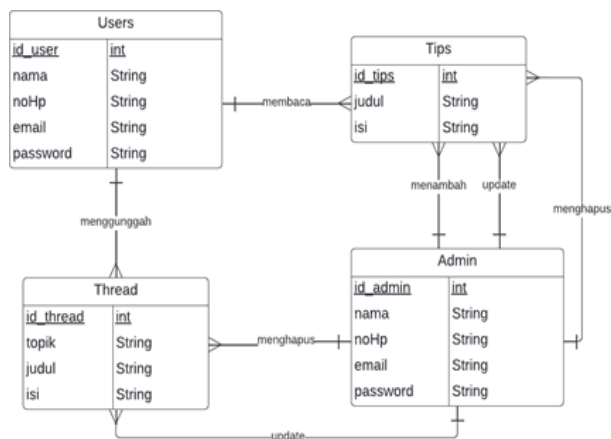 Users
id_user int
nama String
noHp String
email String
password String
Tips
id_tips int
judul String
isi String
membaca
menambah
update
menghapus
menggunggah
Thread
id_thread int
topik String
judul String
isi String
menghapus
Admin
id_admin int
nama String
noHp String
email String
password String
update